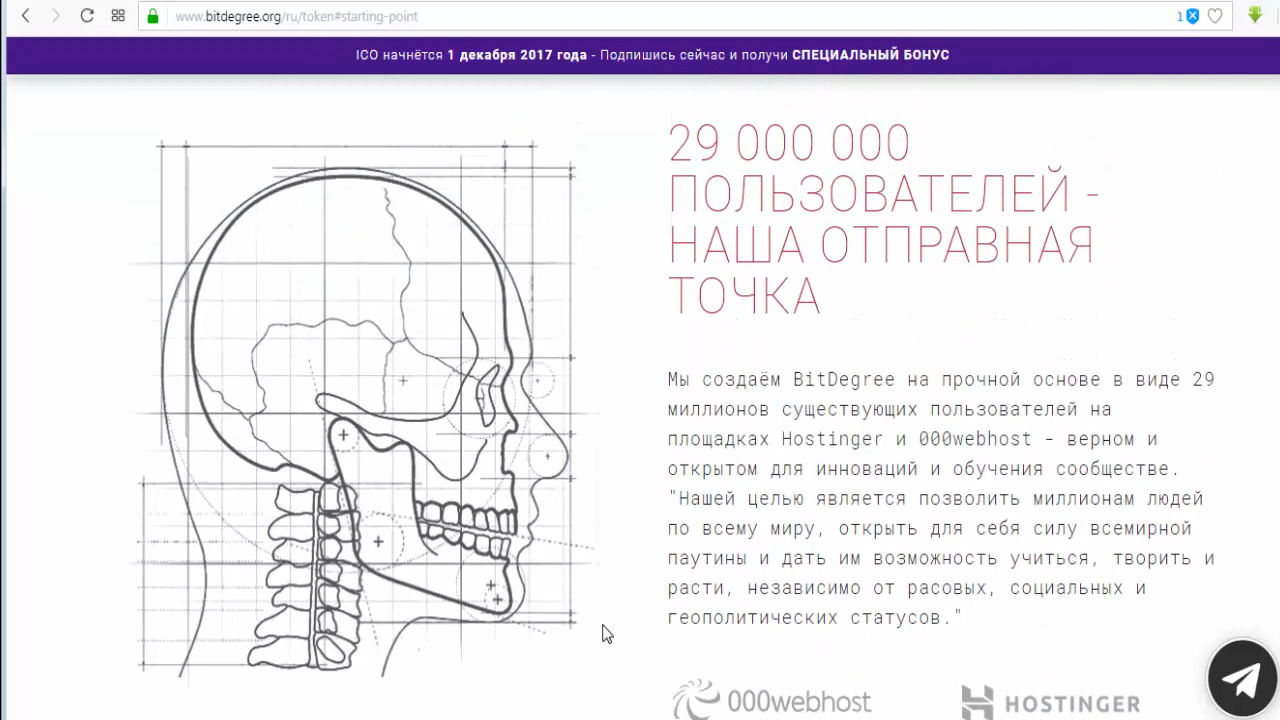 www.bitdegree.org/ru/token#starting-point
1
ICO начнётся 1 декабря 2017 года - Подпишись сейчас и получи СПЕЦИАЛЬНЫЙ БОНУС
29 000 000
ПОЛЬЗОВАТЕЛЕЙ -
НАША ОТПРАВНАЯ
ТОЧКА
Мы создаём BitDegree на прочной основе в виде 29
миллионов существующих пользователей на
площадках Hostinger и 000webhost - верном и
открытом для инноваций и обучения сообществе.
"Нашей целью является позволить миллионам людей
по всему миру, открыть для себя силу всемирной
паутины и дать им возможность учиться, творить и
расти, независимо от расовых, социальных и
геополитических статусов."
000webhost
HOSTINGER